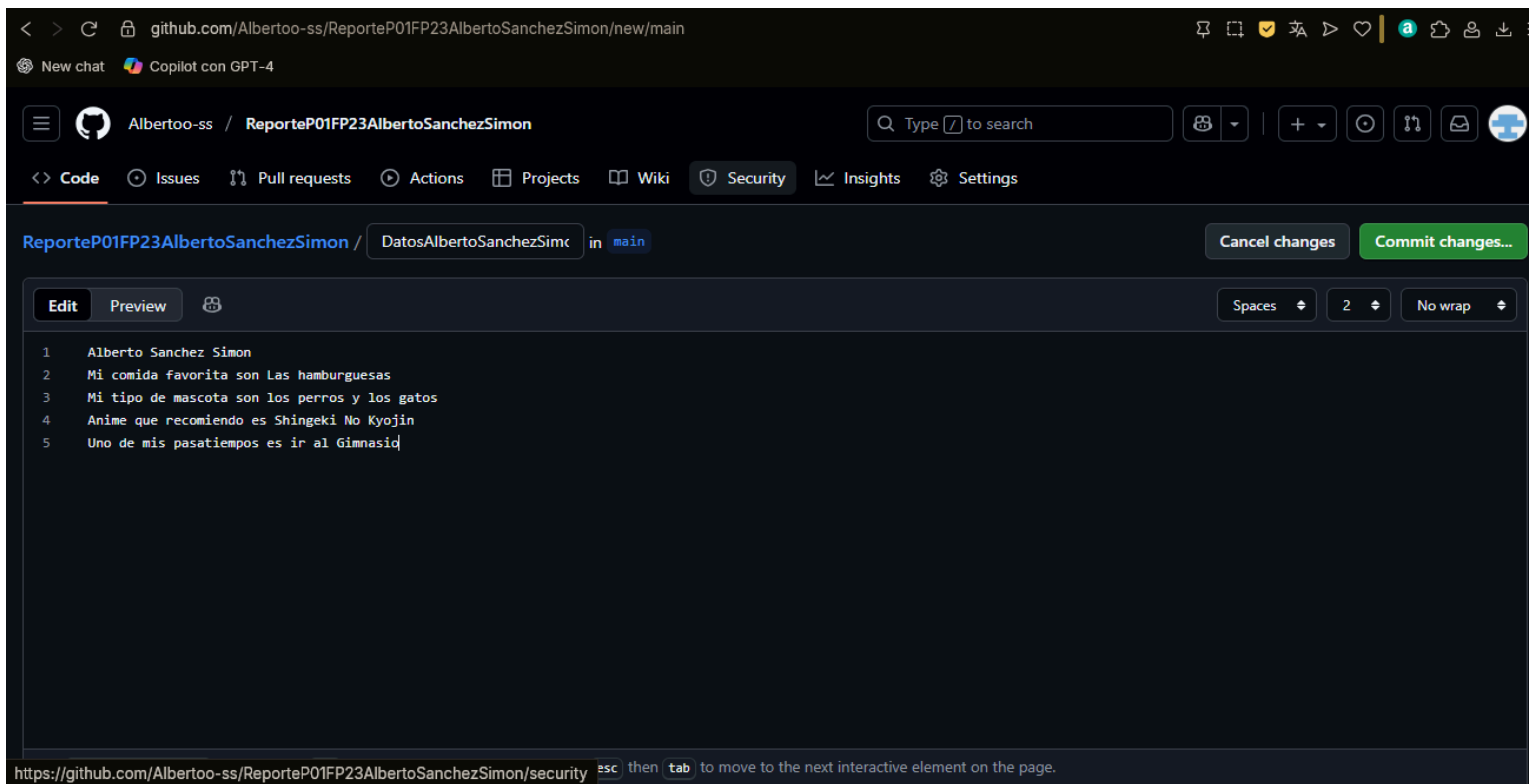 github.com/Albertoo-ss/ReporteP01FP23AlbertoSanchezSimon/new/main
New chat Copilot con GPT-4
Albertoo-ss / ReporteP01FP23AlbertoSanchezSimon
Type / to search
Code Issues Pull requests Actions Projects Wiki Security Insights Settings
ReporteP01FP23AlbertoSanchezSimon / DatosAlbertoSanchezSimo in main Cancel changes Commit changes...
Edit Preview Spaces 2 No wrap
1 Alberto Sanchez Simon
2 Mi comida favorita son Las hamburguesas
3 Mi tipo de mascota son los perros y los gatos
4 Anime que recomiendo es Shingeki No Kyojin
5 Uno de mis pasatiempos es ir al Gimnasio
https://github.com/Albertoo-ss/ReporteP01FP23AlbertoSanchezSimon/security esc then tab to move to the next interactive element on the page.